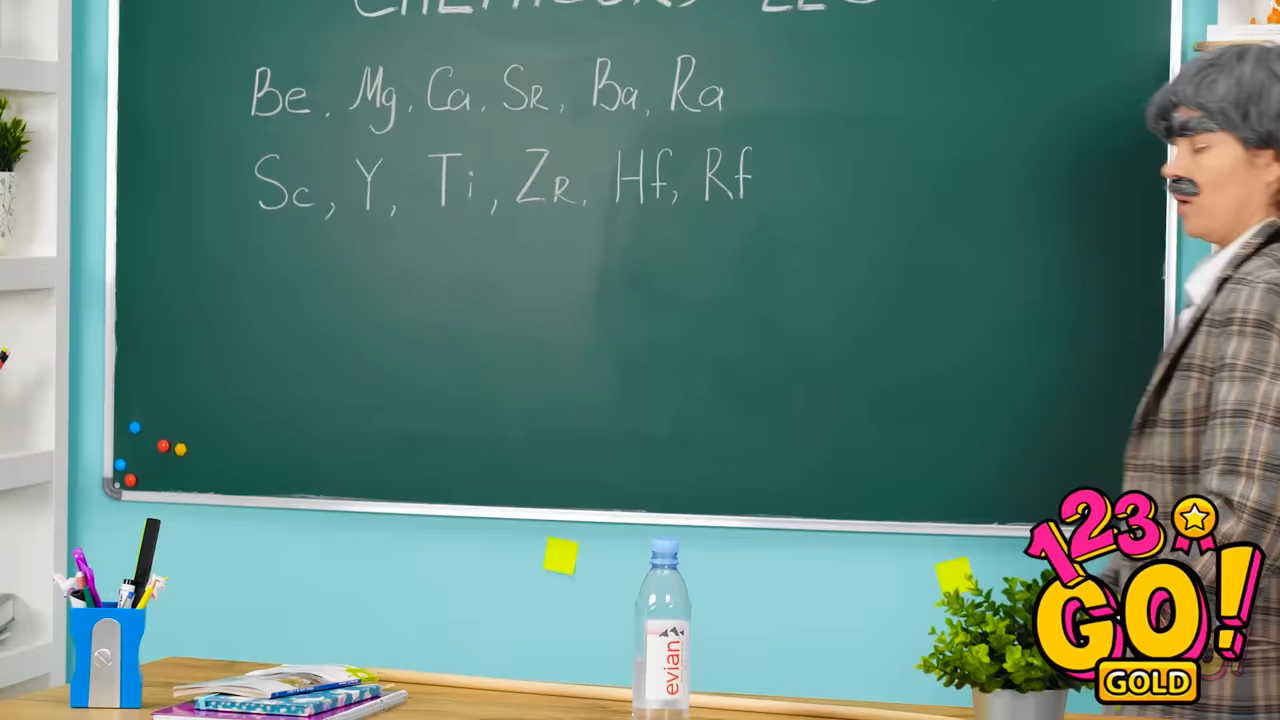 Be, Mg, Ca, SR, Ba, Ra
Sc, Y, Ti, ZR, Hf, Rf
evian
123
GO!
GOLD